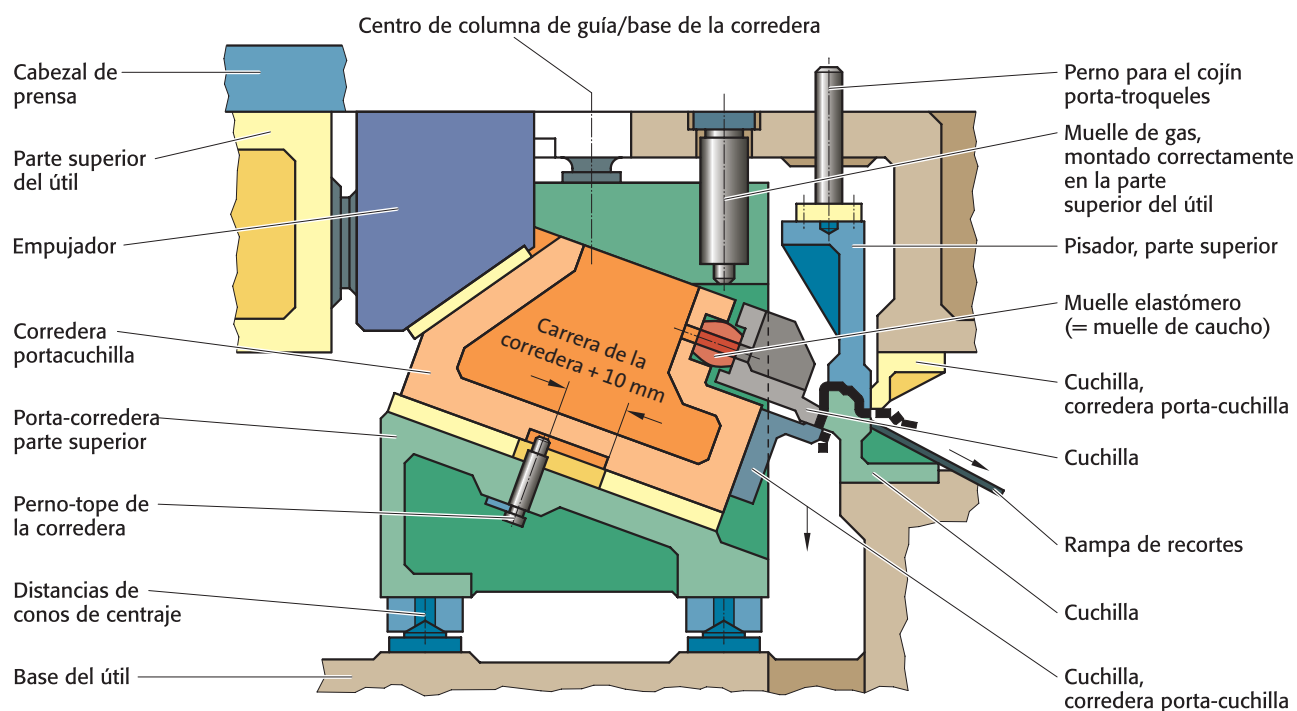 Centro de columna de guía/base de la corredera
Cabezal de
prensa
Parte superior
del útil
Empujador
Corredera
portacuchilla
Porta-corredera
parte superior
Perno-tope de
la corredera
Distancias de
conos de centraje
Base del útil
Carrera de la
corredera + 10 mm
Perno para el cojín
porta-troqueles
Muelle de gas,
montado correctamente
en la parte
superior del útil
Pisador, parte superior
Muelle elastómero
(= muelle de caucho)
Cuchilla,
corredera porta-cuchilla
Cuchilla
Rampa de recortes
Cuchilla
Cuchilla,
corredera porta-cuchilla